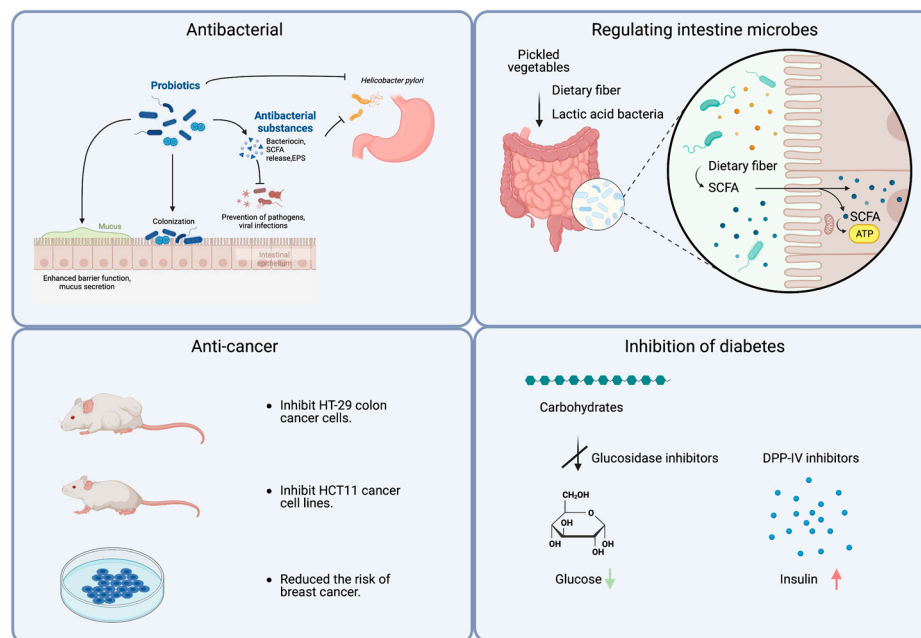 Antibacterial
Probiotics
Helicobacter pylori
Antibacterial
substances
Bacteriocin,
SCFA
release,EPS
Prevention of pathogens,
viral infections
Mucus
Colonization
Intestinal
epithelium
Enhanced barrier function,
mucus secretion
Regulating intestine microbes
Pickled
vegetables
Dietary fiber
Lactic acid bacteria
Dietary fiber
SCFA
SCFA
ATP
Anti-cancer
• Inhibit HT-29 colon
cancer cells.
• Inhibit HCT11 cancer
cell lines.
• Reduced the risk of
breast cancer.
Inhibition of diabetes
Carbohydrates
Glucosidase inhibitors
DPP-IV inhibitors
CH₂OH
O
OH
OH
OH
OH
Glucose
Insulin